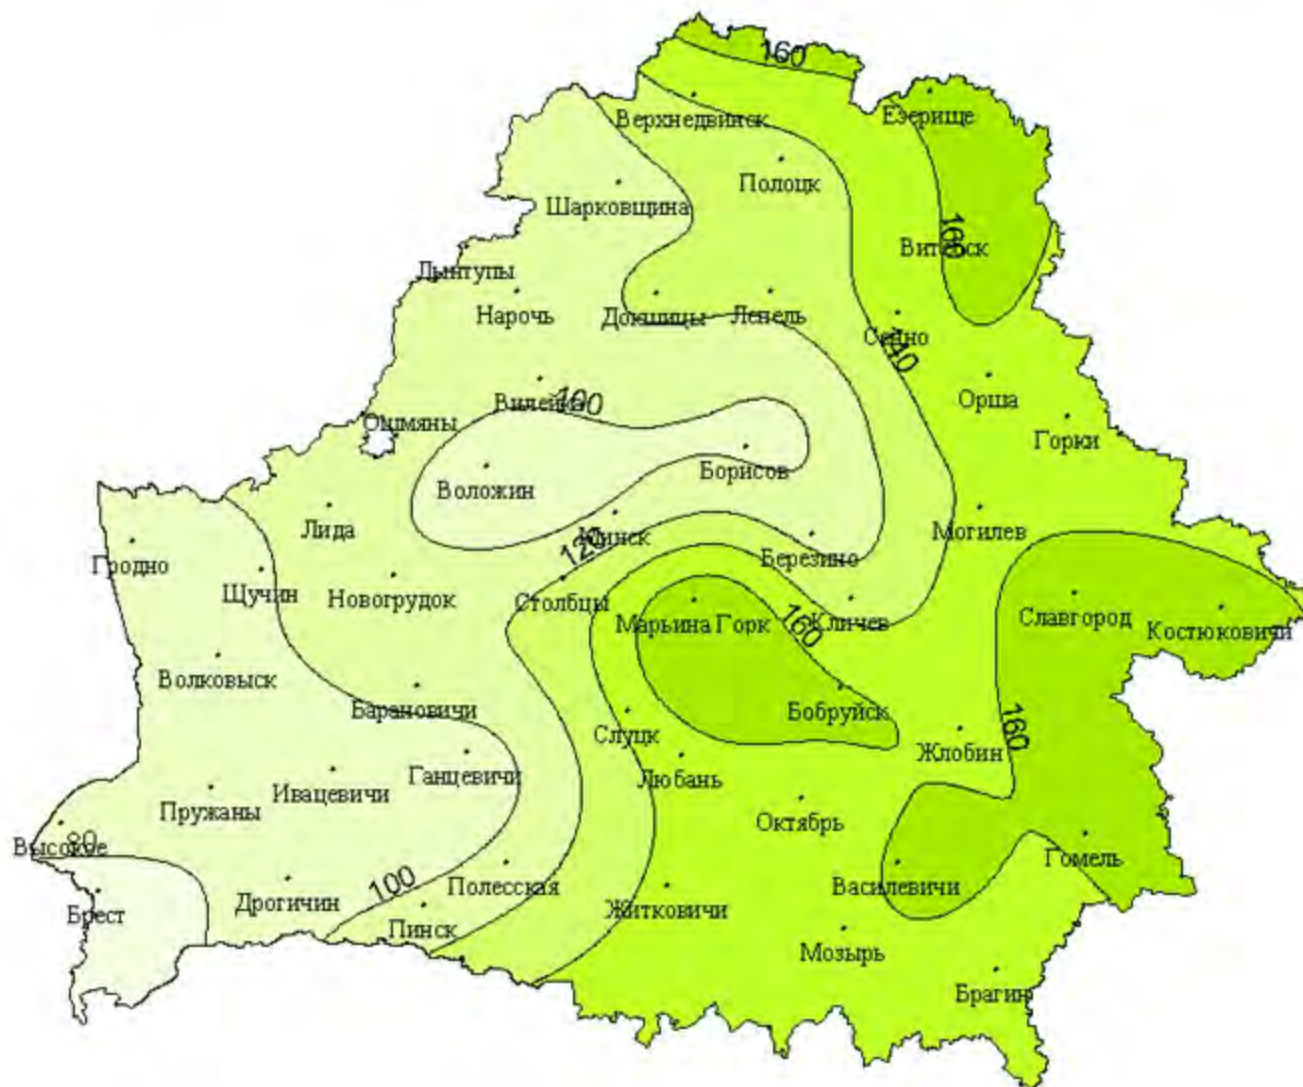 160
Верхнедвинск
Езерище
Полоцк
Шарковщина
Витебск
160
Лынтупы
Нарочь
Докшицы
Лепель
Сенно
140
Вилейка
100
Орша
Ошмяны
Горки
Борисов
Воложин
Лида
Минск
Могилев
120
Березино
Гродно
Щучин
Новогрудок
Столбцы
Марьина Горк
160
Кличев
Славгород
Костюковичи
Волковыск
Барановичи
Бобруйск
Слуцк
160
Жлобин
Ганцевичи
Любань
Ивацевичи
Пружаны
Октябрь
80
Высокое
Гомель
100
Полесская
Василевичи
Дрогичин
Житковичи
Брест
Пинск
Мозырь
Брагин